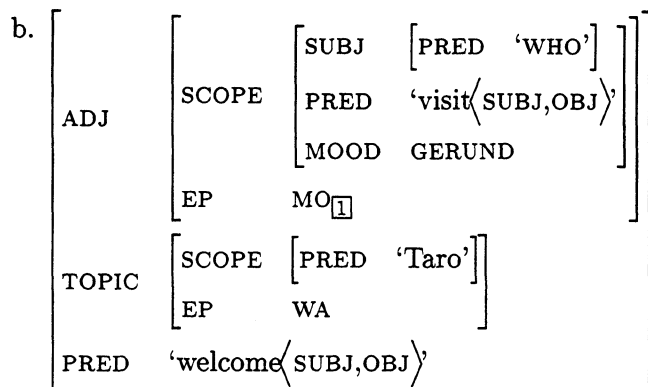 b.
SUBJ [PRED 'WHO']
SCOPE PRED 'visit⟨SUBJ,OBJ⟩'
ADJ MOOD GERUND
EP MO[1]
SCOPE [PRED 'Taro']
TOPIC
EP WA
PRED 'welcome⟨SUBJ,OBJ⟩'